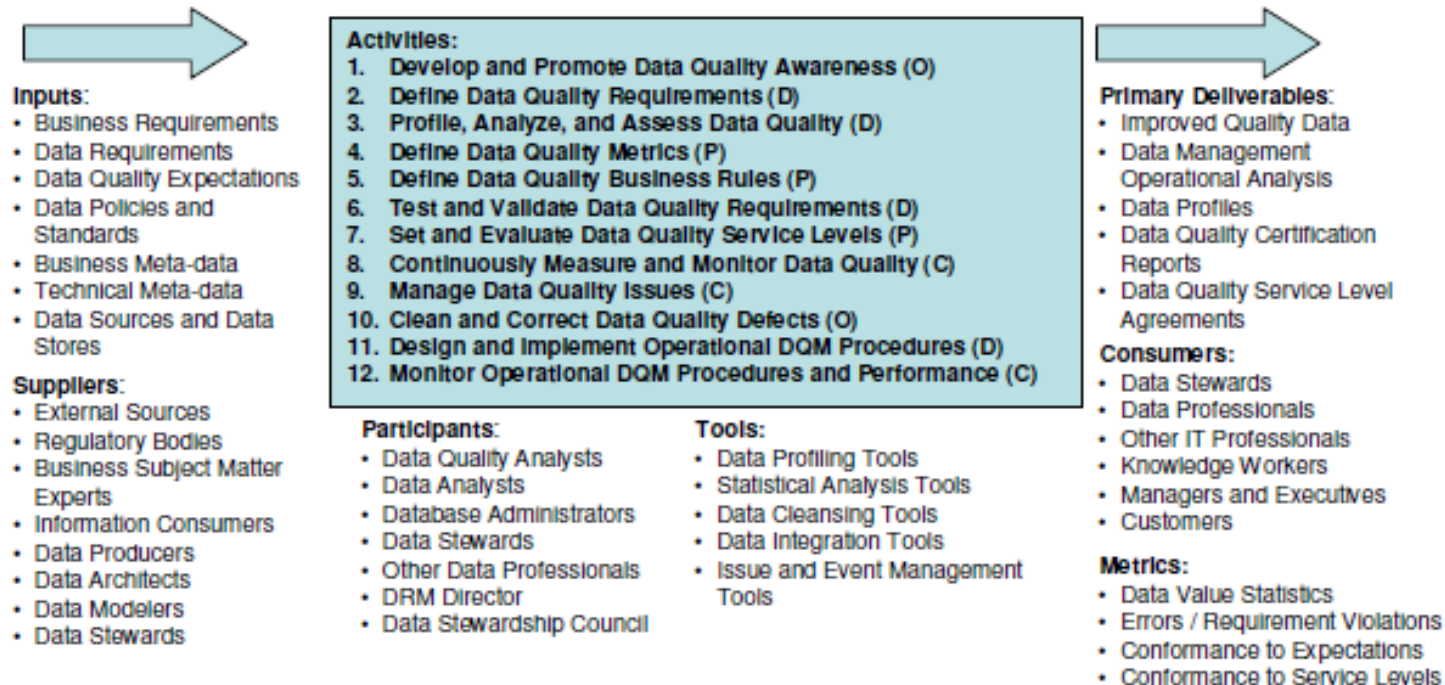 Inputs:
• Business Requirements
• Data Requirements
• Data Quality Expectations
• Data Policies and
Standards
• Business Meta-data
• Technical Meta-data
• Data Sources and Data
Stores
Suppliers:
• External Sources
• Regulatory Bodies
• Business Subject Matter
Experts
• Information Consumers
• Data Producers
• Data Architects
• Data Modelers
• Data Stewards
Activities:
1. Develop and Promote Data Quality Awareness (O)
2. Define Data Quality Requirements (D)
3. Profile, Analyze, and Assess Data Quality (D)
4. Define Data Quality Metrics (P)
5. Define Data Quality Business Rules (P)
6. Test and Validate Data Quality Requirements (D)
7. Set and Evaluate Data Quality Service Levels (P)
8. Continuously Measure and Monitor Data Quality (C)
9. Manage Data Quality Issues (C)
10. Clean and Correct Data Quality Defects (O)
11. Design and Implement Operational DQM Procedures (D)
12. Monitor Operational DQM Procedures and Performance (C)
Participants:
• Data Quality Analysts
• Data Analysts
• Database Administrators
• Data Stewards
• Other Data Professionals
• DRM Director
• Data Stewardship Council
Tools:
• Data Profiling Tools
• Statistical Analysis Tools
• Data Cleansing Tools
• Data Integration Tools
• Issue and Event Management
Tools
Primary Deliverables:
• Improved Quality Data
• Data Management
Operational Analysis
• Data Profiles
• Data Quality Certification
Reports
• Data Quality Service Level
Agreements
Consumers:
• Data Stewards
• Data Professionals
• Other IT Professionals
• Knowledge Workers
• Managers and Executives
• Customers
Metrics:
• Data Value Statistics
• Errors / Requirement Violations
• Conformance to Expectations
• Conformance to Service Levels